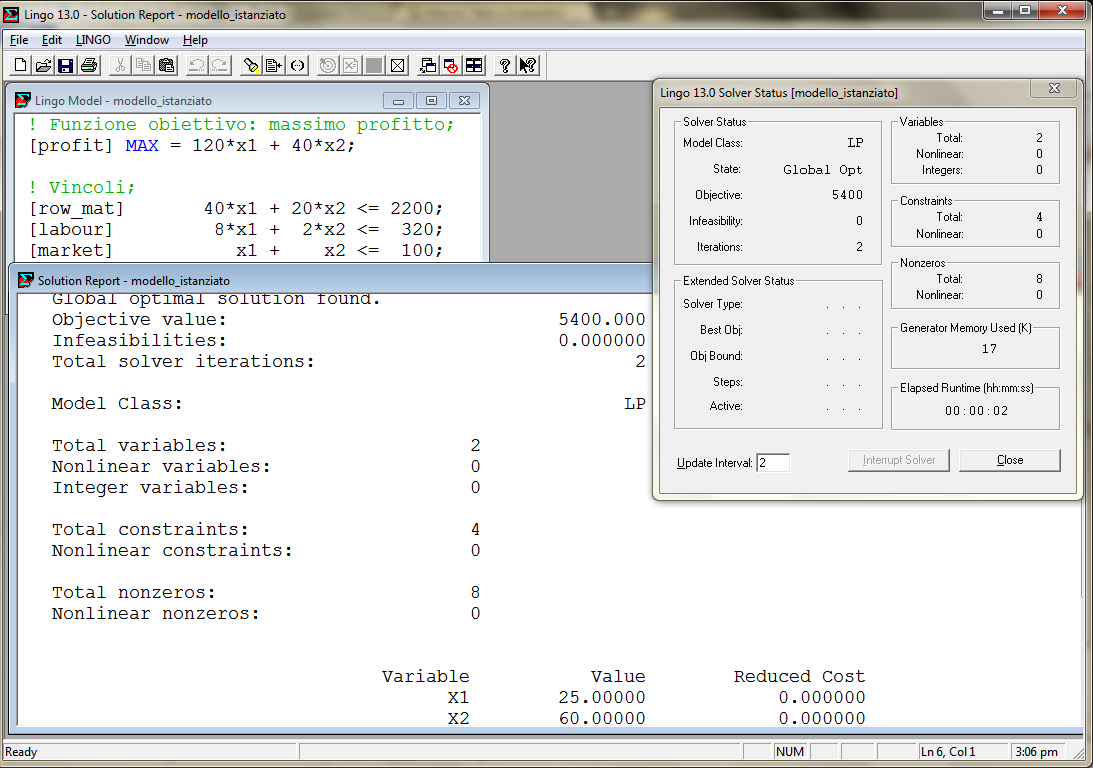 Lingo 13.0 - Solution Report - modello_istanziato
File Edit LINGO Window Help
Lingo Model - modello_istanziato
! Funzione obiettivo: massimo profitto;
[profit] MAX = 120*x1 + 40*x2;
! Vincoli;
[row_mat] 40*x1 + 20*x2 <= 2200;
[labour] 8*x1 + 2*x2 <= 320;
[market] x1 + x2 <= 100;
Solution Report - modello_istanziato
Global optimal solution found.
Objective value: 5400.000
Infeasibilities: 0.000000
Total solver iterations: 2
Model Class: LP
Total variables: 2
Nonlinear variables: 0
Integer variables: 0
Total constraints: 4
Nonlinear constraints: 0
Total nonzeros: 8
Nonlinear nonzeros: 0
Variable Value Reduced Cost
X1 25.00000 0.000000
X2 60.00000 0.000000
Lingo 13.0 Solver Status [modello_istanziato]
Solver Status
Model Class: LP
State: Global Opt
Objective: 5400
Infeasibility: 0
Iterations: 2
Extended Solver Status
Solver Type: . . .
Best Obj: . . .
Obj Bound: . . .
Steps: . . .
Active: . . .
Variables
Total: 2
Nonlinear: 0
Integers: 0
Constraints
Total: 4
Nonlinear: 0
Nonzeros
Total: 8
Nonlinear: 0
Generator Memory Used (K)
17
Elapsed Runtime (hh:mm:ss)
00:00:02
Update Interval: 2
Interrupt Solver
Close
Ready NUM Ln 6, Col 1 3:06 pm